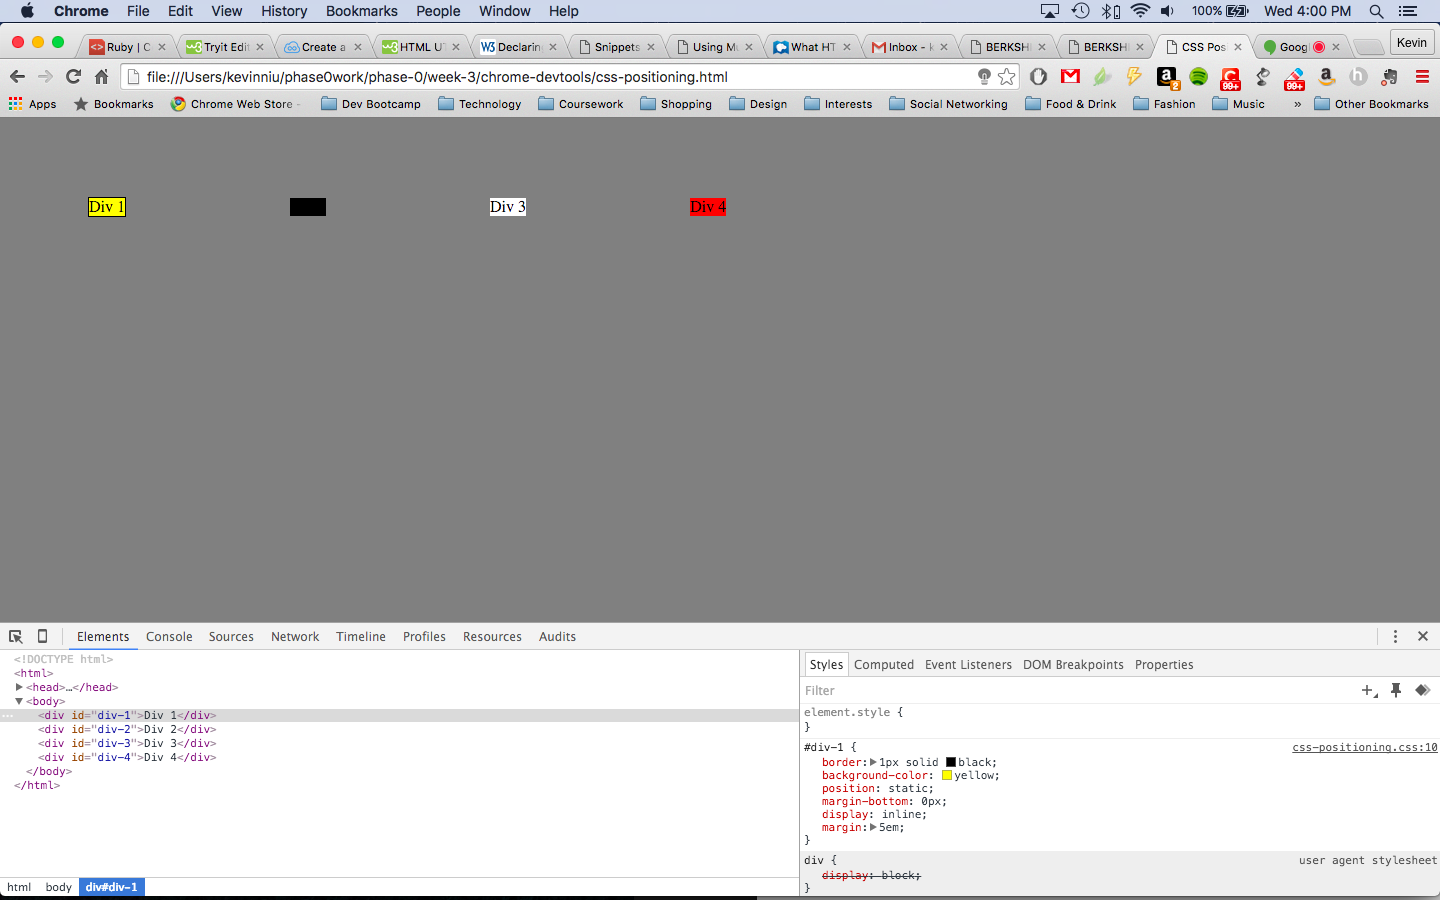 Chrome File Edit View History Bookmarks People Window Help 100% Wed 4:00 PM
Ruby | C Tryit Edit Create a HTML U Declarin Snippets Using M What HT Inbox - k BERKSH BERKSH CSS Pos Googl Kevin
file:///Users/kevinniu/phase0work/phase-0/week-3/chrome-devtools/css-positioning.html 2 99+ 99+
Apps Bookmarks Chrome Web Store - Dev Bootcamp Technology Coursework Shopping Design Interests Social Networking Food & Drink Fashion Music » Other Bookmarks
Div 1 Div 3 Div 4
Elements Console Sources Network Timeline Profiles Resources Audits
<!DOCTYPE html>
<html>
<head>…</head>
<body>
<div id="div-1">Div 1</div>
<div id="div-2">Div 2</div>
<div id="div-3">Div 3</div>
<div id="div-4">Div 4</div>
</body>
</html>
html body div#div-1
Styles Computed Event Listeners DOM Breakpoints Properties
Filter
element.style {
}
#div-1 { css-positioning.css:10
border: 1px solid black;
background-color: yellow;
position: static;
margin-bottom: 0px;
display: inline;
margin: 5em;
}
div { user agent stylesheet
display: block;
}